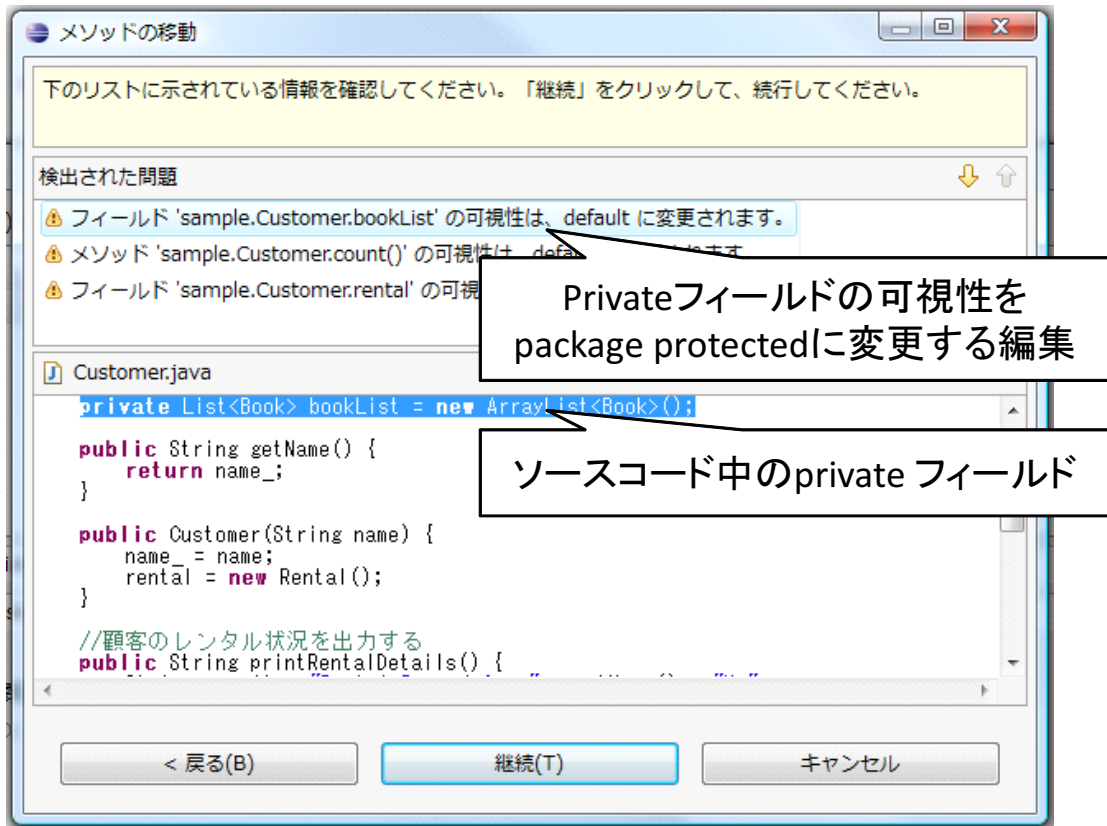 メソッドの移動
下のリストに示されている情報を確認してください。「継続」をクリックして、続行してください。
検出された問題
フィールド 'sample.Customer.bookList' の可視性は、default に変更されます。
メソッド 'sample.Customer.count()' の可視性は、
フィールド 'sample.Customer.rental' の可視
Privateフィールドの可視性を
package protectedに変更する編集
Customer.java
private List<Book> bookList = new ArrayList<Book>();
ソースコード中のprivate フィールド
public String getName() {
return name_;
}
public Customer(String name) {
name_ = name;
rental = new Rental();
}
//顧客のレンタル状況を出力する
public String printRentalDetails() {
< 戻る(B)
継続(T)
キャンセル